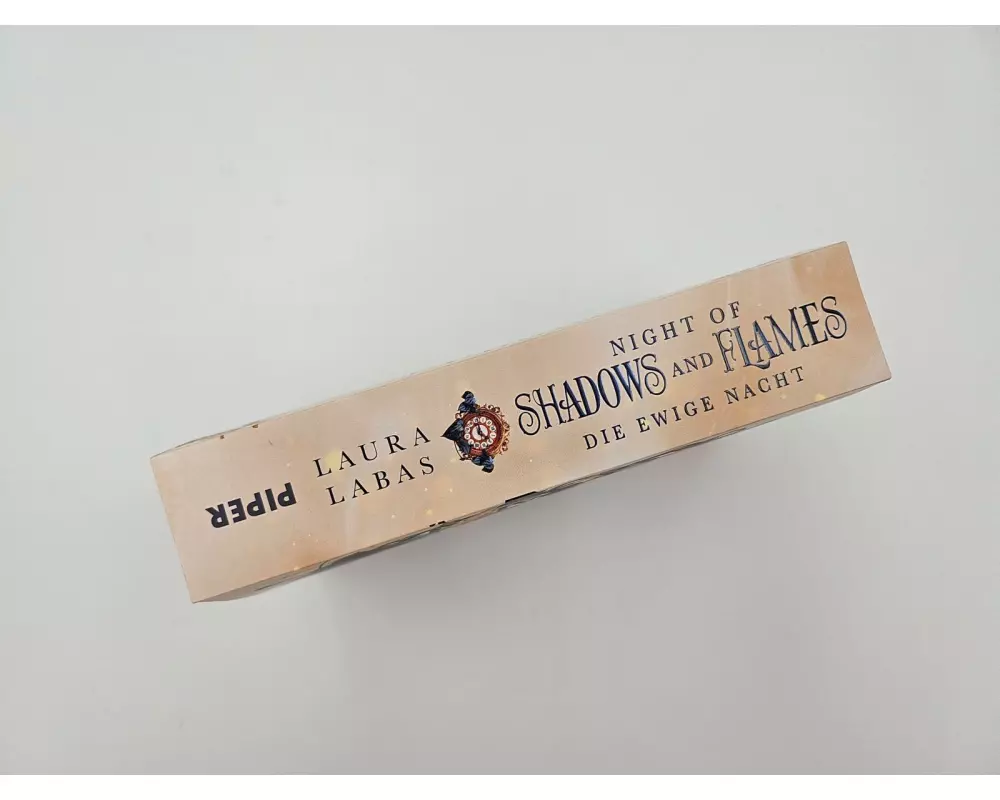 PIPER
LAURA
LABAS
NIGHT OF
SHADOWS AND FLAMES
DIE EWIGE NACHT